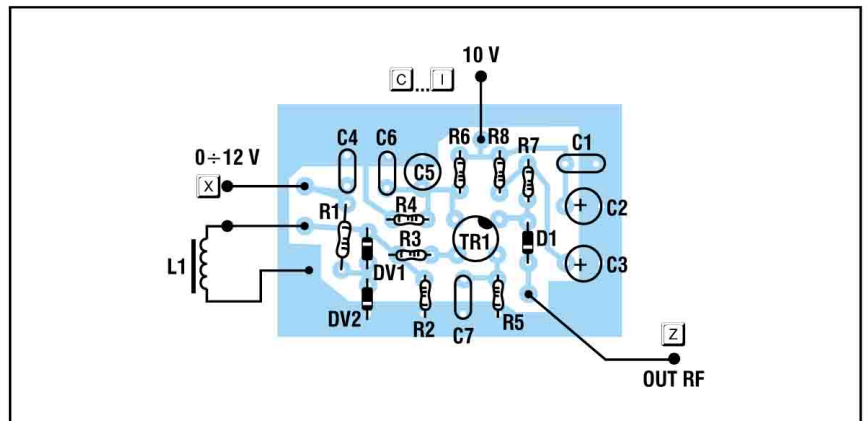 10 V
C ... I
C4 C6 R6 R8 R7 C1
0÷12 V
X
C5
C2
R1 R4
TR1 D1
R3
C3
L1
DV1
DV2 R2 C7 R5
Z
OUT RF
+
+